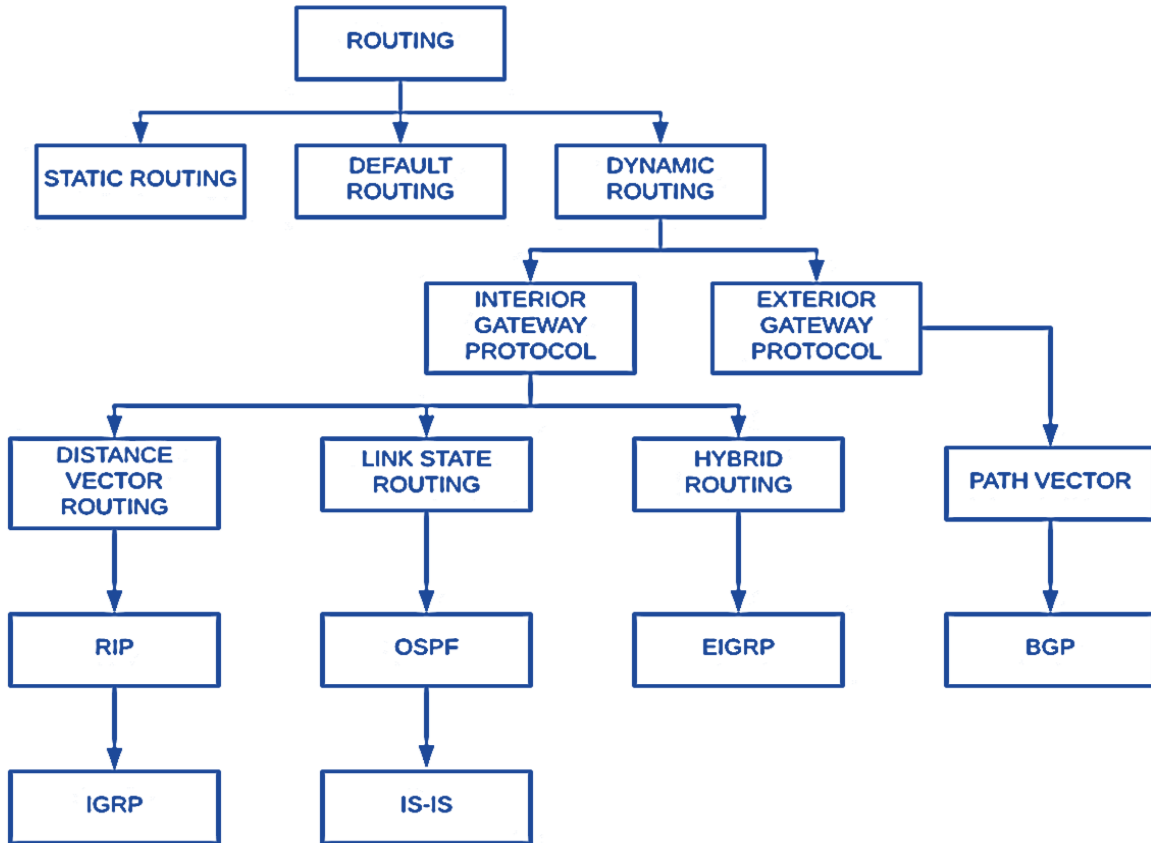 ROUTING
STATIC ROUTING
DEFAULT
ROUTING
DYNAMIC
ROUTING
INTERIOR
GATEWAY
PROTOCOL
EXTERIOR
GATEWAY
PROTOCOL
DISTANCE
VECTOR
ROUTING
LINK STATE
ROUTING
HYBRID
ROUTING
PATH VECTOR
RIP
OSPF
EIGRP
BGP
IGRP
IS-IS